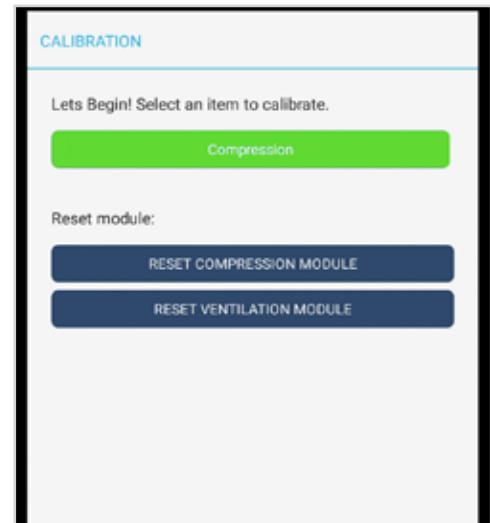 CALIBRATION
Lets Begin! Select an item to calibrate.
Compression
Reset module:
RESET COMPRESSION MODULE
RESET VENTILATION MODULE